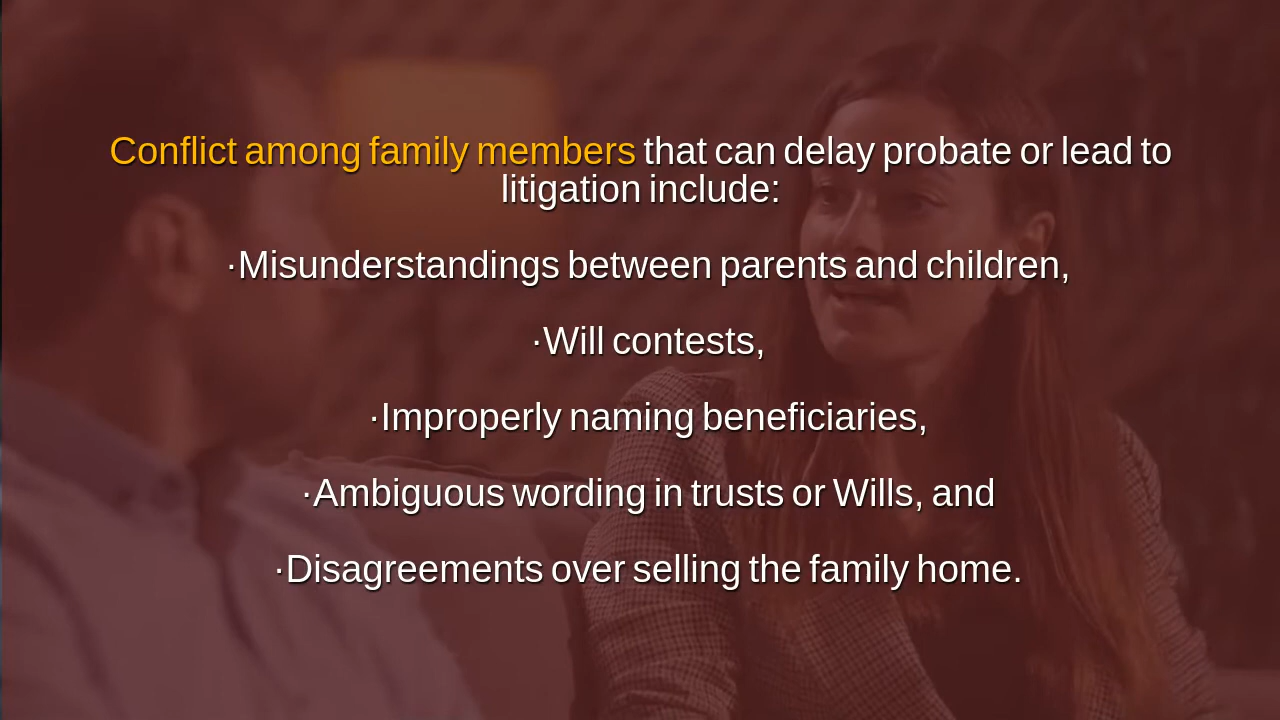 Conflict among family members that can delay probate or lead to
litigation include:
·Misunderstandings between parents and children,
·Will contests,
·Improperly naming beneficiaries,
·Ambiguous wording in trusts or Wills, and
·Disagreements over selling the family home.